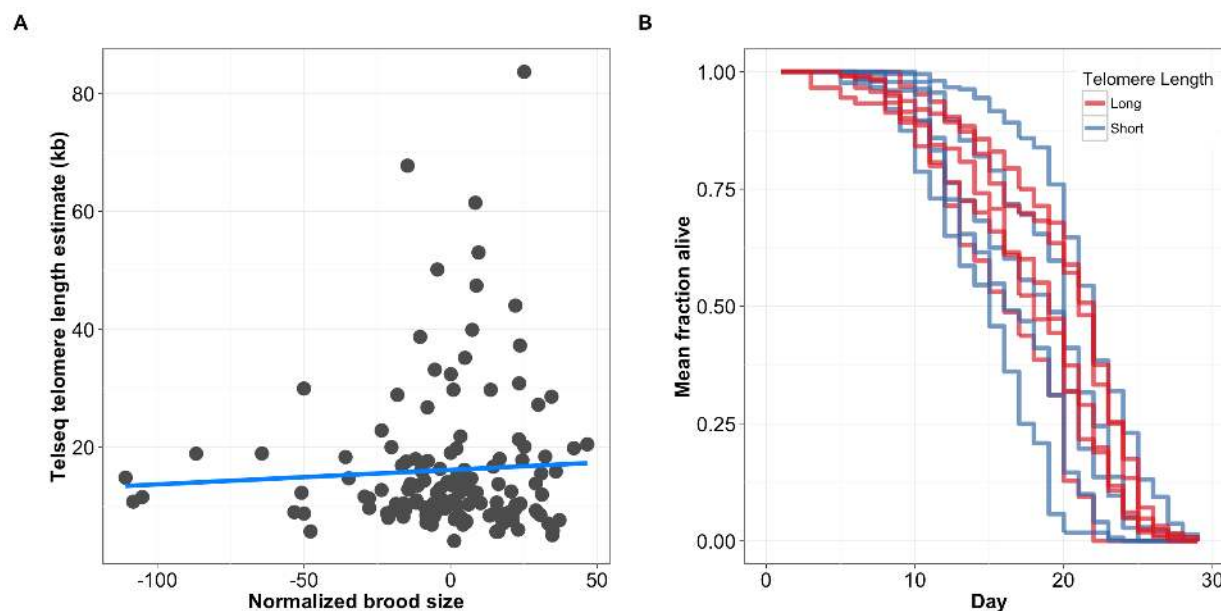 A
Telseq telomere length estimate (kb)
80
60
40
20
-100
-50
0
50
Normalized brood size
B
Mean fraction alive
1.00
0.75
0.50
0.25
0.00
0
10
20
30
Day
Telomere Length
Long
Short